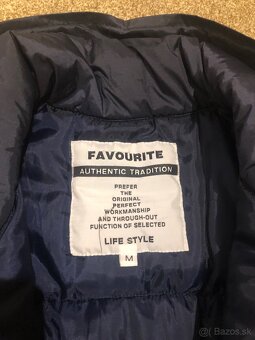 FAVOURITE
AUTHENTIC TRADITION
PREFER
THE
ORIGINAL
PERFECT
WORKMANSHIP
AND THROUGH-OUT
FUNCTION OF SELECTED
LIFE STYLE
M
Bazos.sk